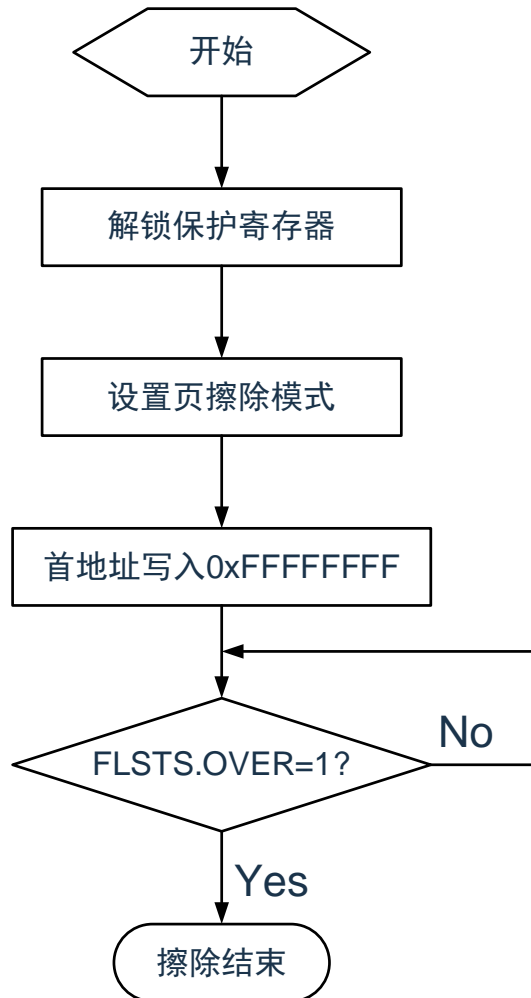 开始
解锁保护寄存器
设置页擦除模式
首地址写入0xFFFFFFFF
FLSTS.OVER=1?
No
Yes
擦除结束